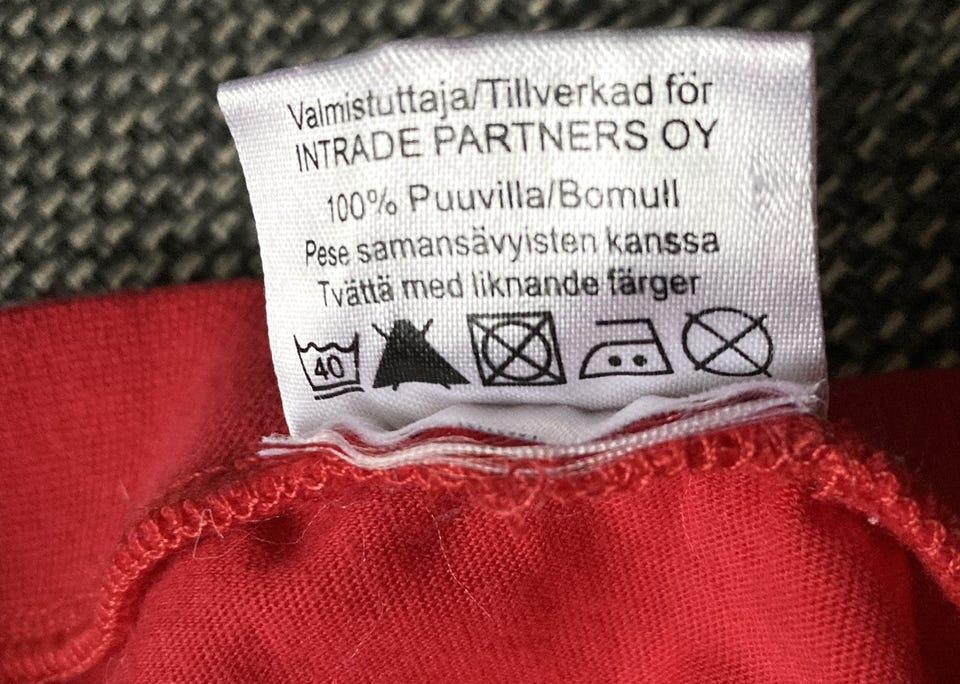 Valmistuttaja/Tillverkad för
INTRADE PARTNERS OY
100% Puuvilla/Bomull
Pese samansävyisten kanssa
Tvättä med liknande färger
40